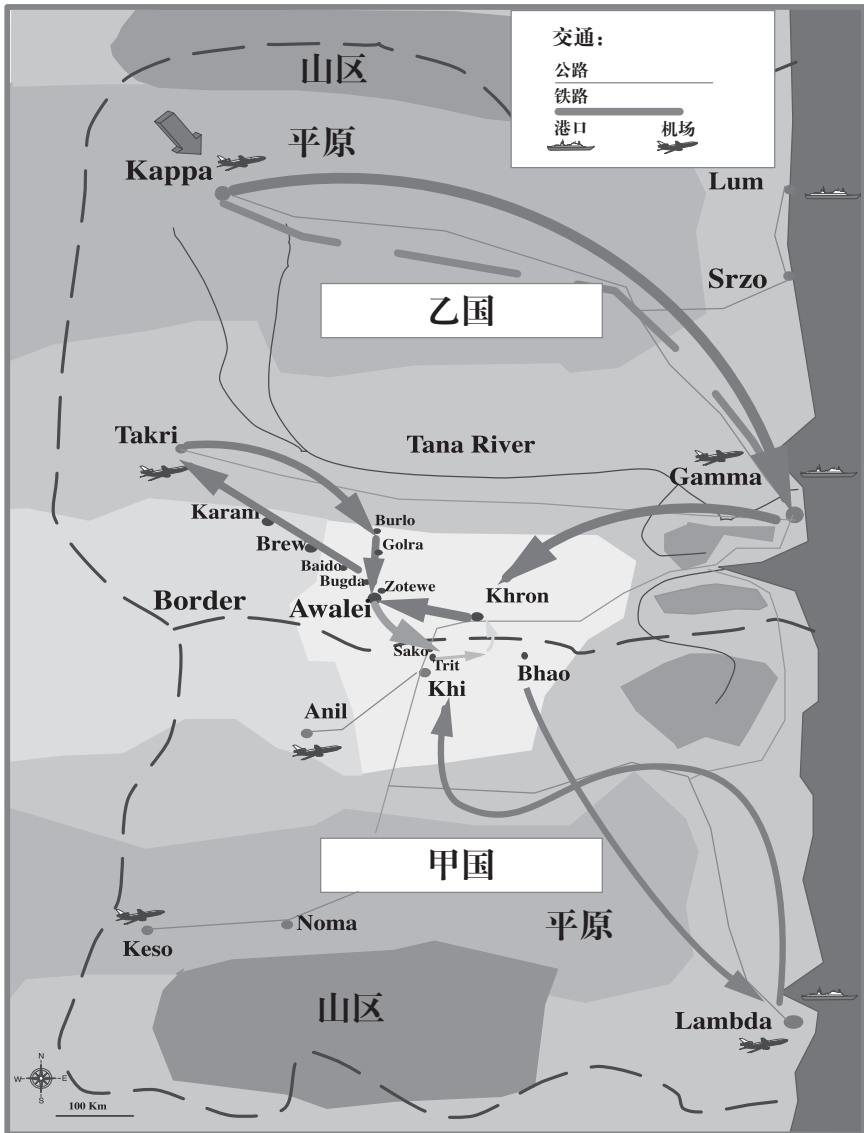 交通：
公路
铁路
港口 机场
山区
平原
Kappa
Lum
Srzo
乙国
Takri
Tana River
Gamma
Karani
Burlo
Brew
Golra
Baido
Bugda
Zotewe
Khron
Border
Awalei
Sako
Trit
Bhao
Khi
Anil
甲国
平原
Noma
Keso
山区
Lambda
N
W E
S
100 Km